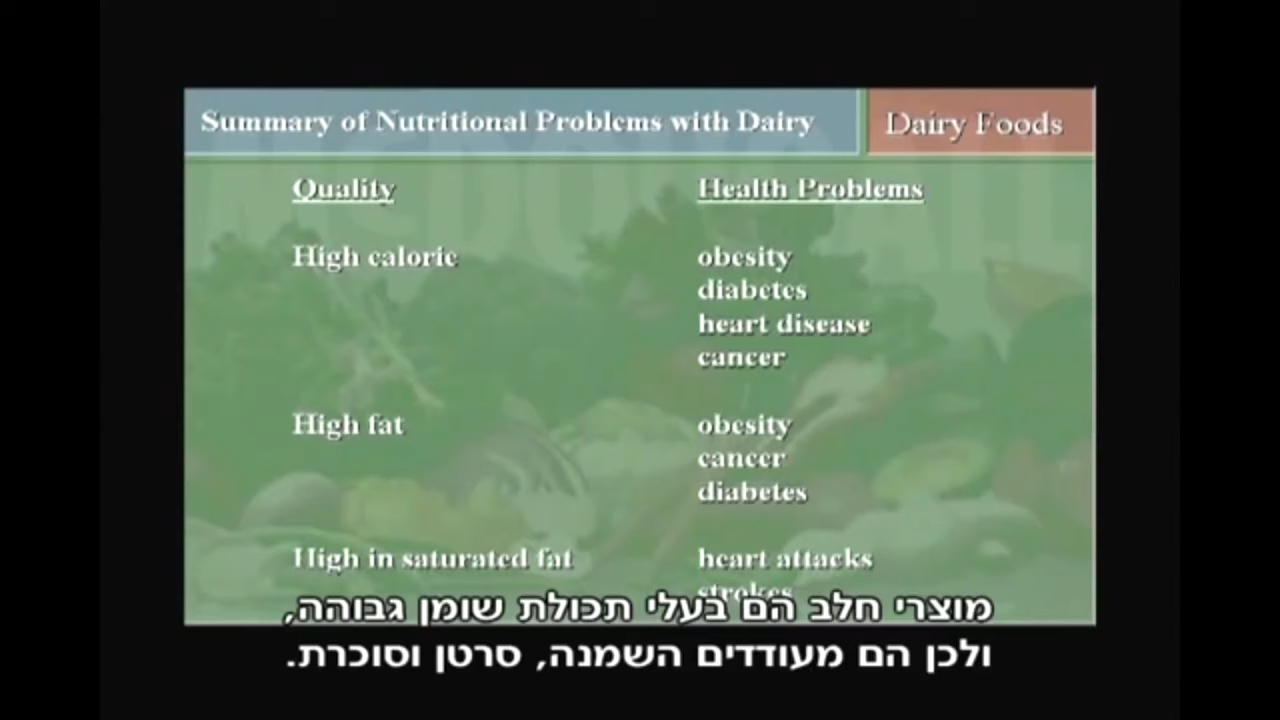 Summary of Nutritional Problems with Dairy
Dairy Foods
Quality
Health Problems
High calorie
obesity
diabetes
heart disease
cancer
High fat
obesity
cancer
diabetes
High in saturated fat
heart attacks
strokes
מוצרי חלב הם בעלי תכולת שומן גבוהה,
ולכן הם מעודדים השמנה, סרטן וסוכרת.